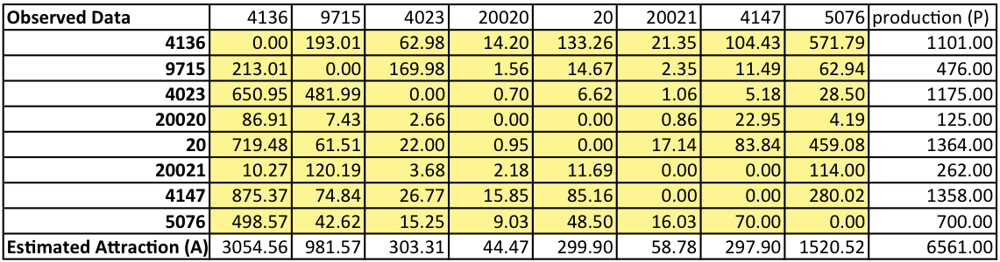 Observed Data 4136 9715 4023 20020 20 20021 4147 5076 production (P)
4136 0.00 193.01 62.98 14.20 133.26 21.35 104.43 571.79 1101.00
9715 213.01 0.00 169.98 1.56 14.67 2.35 11.49 62.94 476.00
4023 650.95 481.99 0.00 0.70 6.62 1.06 5.18 28.50 1175.00
20020 86.91 7.43 2.66 0.00 0.00 0.86 22.95 4.19 125.00
20 719.48 61.51 22.00 0.95 0.00 17.14 83.84 459.08 1364.00
20021 10.27 120.19 3.68 2.18 11.69 0.00 0.00 114.00 262.00
4147 875.37 74.84 26.77 15.85 85.16 0.00 0.00 280.02 1358.00
5076 498.57 42.62 15.25 9.03 48.50 16.03 70.00 0.00 700.00
Estimated Attraction (A) 3054.56 981.57 303.31 44.47 299.90 58.78 297.90 1520.52 6561.00